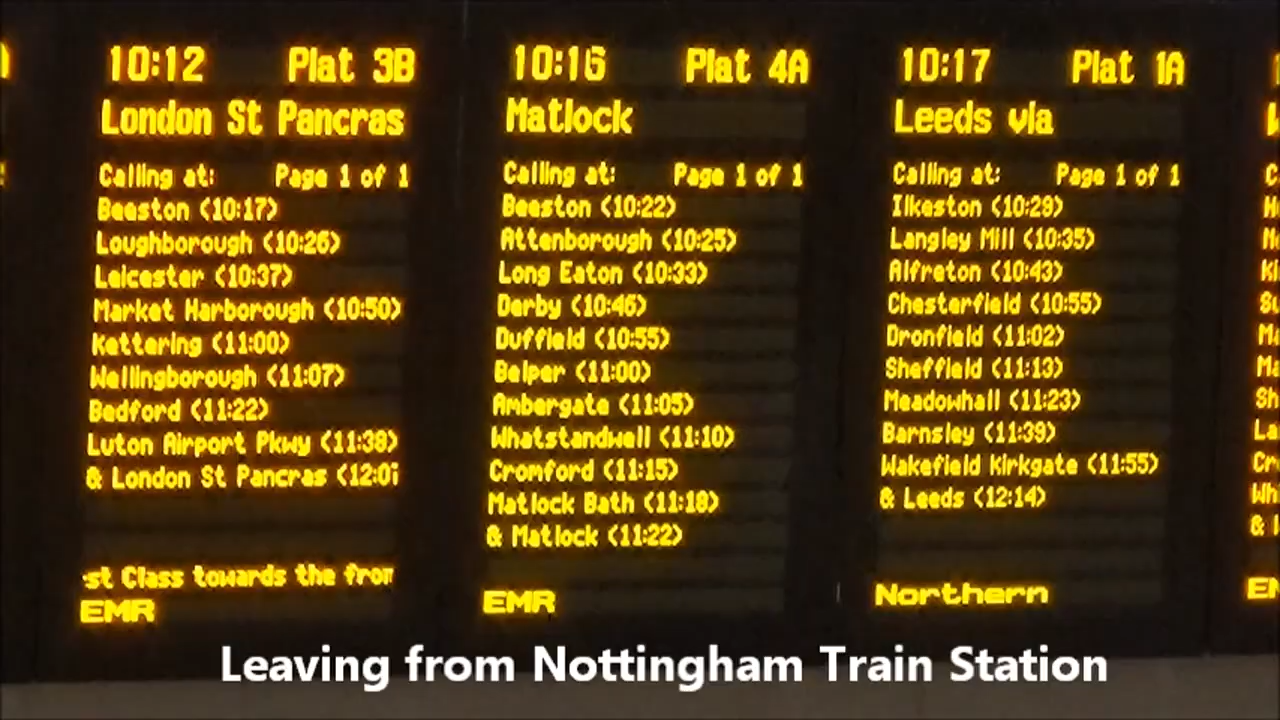 10:12 Plat 3B
London St Pancras
Calling at: Page 1 of 1
Beeston (10:17)
Loughborough (10:26)
Leicester (10:37)
Market Harborough (10:50)
Kettering (11:00)
Wellingborough (11:07)
Bedford (11:22)
Luton Airport Pkwy (11:38)
& London St Pancras
st Class towards the
EMR
10:16 Plat 4A
Matlock
Calling at: Page 1 of 1
Beeston (10:22)
Attenborough (10:25)
Long Eaton (10:33)
Derby (10:46)
Duffield (10:55)
Belper (11:00)
Ambergate (11:05)
Whatstandwell (11:10)
Cromford (11:15)
Matlock Bath (11:18)
& Matlock (11:22)
EMR
10:17 Plat 1A
Leeds via
Calling at: Page 1 of 1
Ilkeston (10:29)
Langley Mill (10:35)
Alfreton (10:43)
Chesterfield (10:55)
Dronfield (11:02)
Sheffield (11:13)
Meadowhall (11:23)
Barnsley (11:39)
Wakefield Kirkgate (11:55)
& Leeds (12:14)
Northern
Leaving from Nottingham Train Station